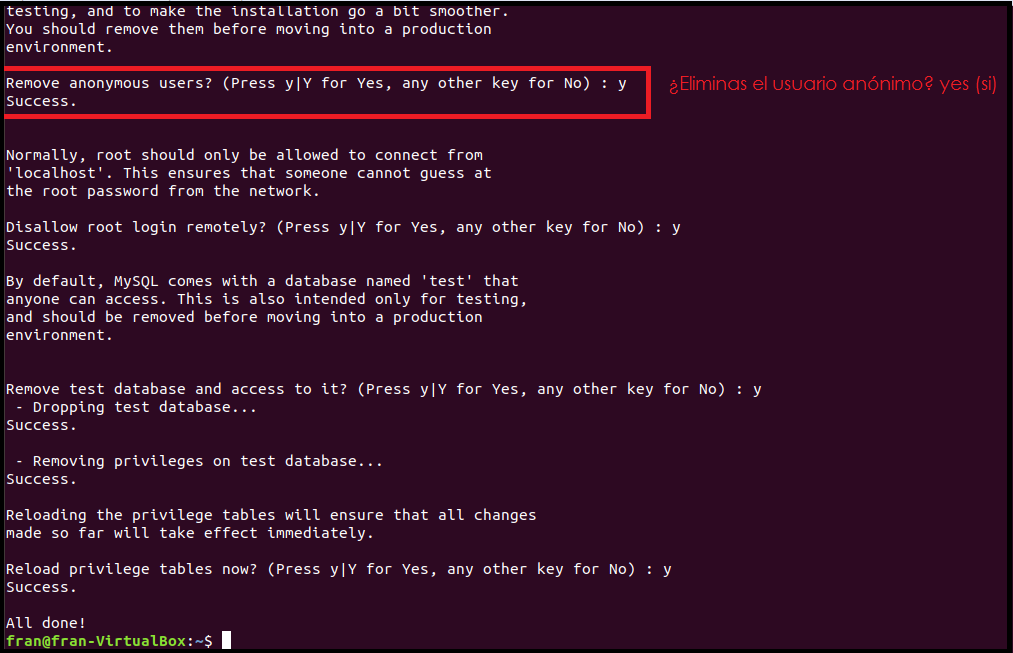 testing, and to make the installation go a bit smoother.
You should remove them before moving into a production
environment.
Remove anonymous users? (Press y|Y for Yes, any other key for No) : y
¿Eliminas el usuario anónimo? yes (si)
Success.
Normally, root should only be allowed to connect from
'localhost'. This ensures that someone cannot guess at
the root password from the network.
Disallow root login remotely? (Press y|Y for Yes, any other key for No) : y
Success.
By default, MySQL comes with a database named 'test' that
anyone can access. This is also intended only for testing,
and should be removed before moving into a production
environment.
Remove test database and access to it? (Press y|Y for Yes, any other key for No) : y
 - Dropping test database...
Success.
 - Removing privileges on test database...
Success.
Reloading the privilege tables will ensure that all changes
made so far will take effect immediately.
Reload privilege tables now? (Press y|Y for Yes, any other key for No) : y
Success.
All done!
fran@fran-VirtualBox:~$